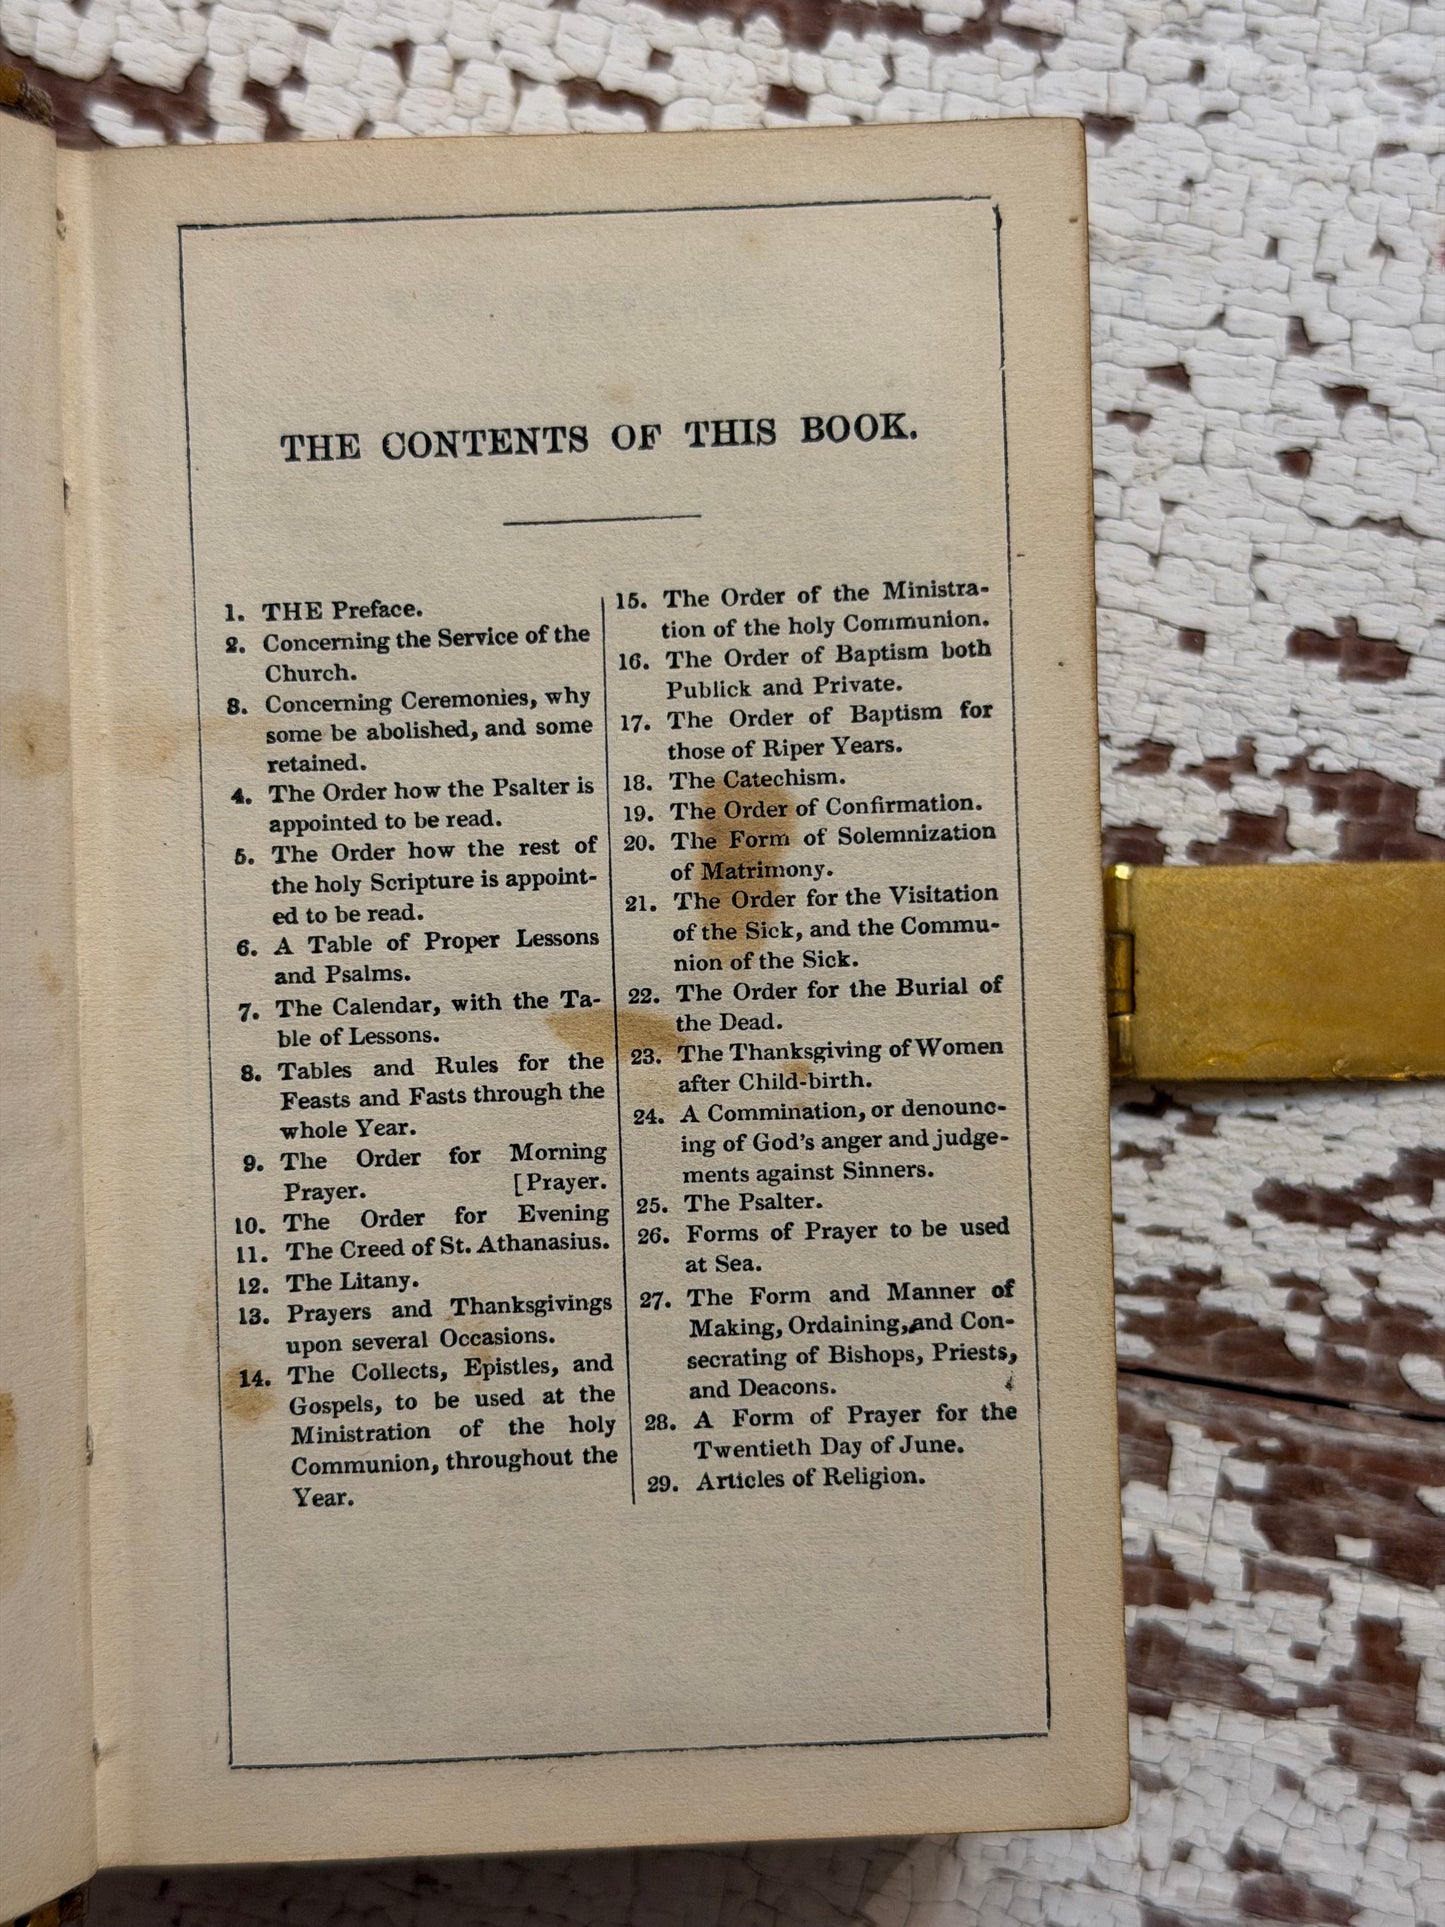 THE CONTENTS OF THIS BOOK.
1. THE Preface.
2. Concerning the Service of the
Church.
3. Concerning Ceremonies, why
some be abolished, and some
retained.
4. The Order how the Psalter is
appointed to be read.
5. The Order how the rest of
the holy Scripture is appoint-
ed to be read.
6. A Table of Proper Lessons
and Psalms.
7. The Calendar, with the Ta-
ble of Lessons.
8. Tables and Rules for the
Feasts and Fasts through the
whole Year.
9. The Order for Morning
Prayer. [Prayer.
10. The Order for Evening
11. The Creed of St. Athanasius.
12. The Litany.
13. Prayers and Thanksgivings
upon several Occasions.
14. The Collects, Epistles, and
Gospels, to be used at the
Ministration of the holy
Communion, throughout the
Year.
15. The Order of the Ministra-
tion of the holy Communion.
16. The Order of Baptism both
Publick and Private.
17. The Order of Baptism for
those of Riper Years.
18. The Catechism.
19. The Order of Confirmation.
20. The Form of Solemnization
of Matrimony.
21. The Order for the Visitation
of the Sick, and the Commu-
nion of the Sick.
22. The Order for the Burial of
the Dead.
23. The Thanksgiving of Women
after Child-birth.
24. A Commination, or denounc-
ing of God's anger and judge-
ments against Sinners.
25. The Psalter.
26. Forms of Prayer to be used
at Sea.
27. The Form and Manner of
Making, Ordaining, and Con-
secrating of Bishops, Priests,
and Deacons.
28. A Form of Prayer for the
Twentieth Day of June.
29. Articles of Religion.